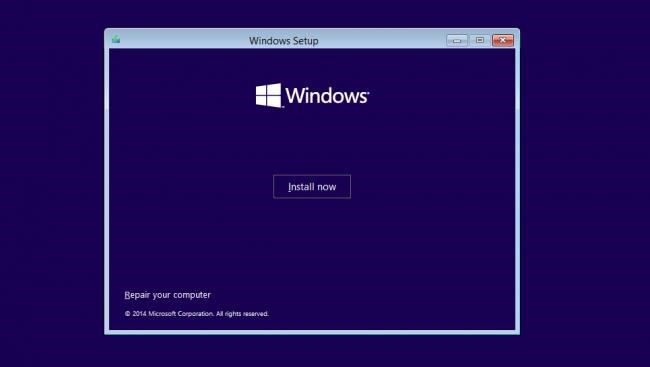 Windows Setup
Windows
Install now
Repair your computer
© 2014 Microsoft Corporation. All rights reserved.